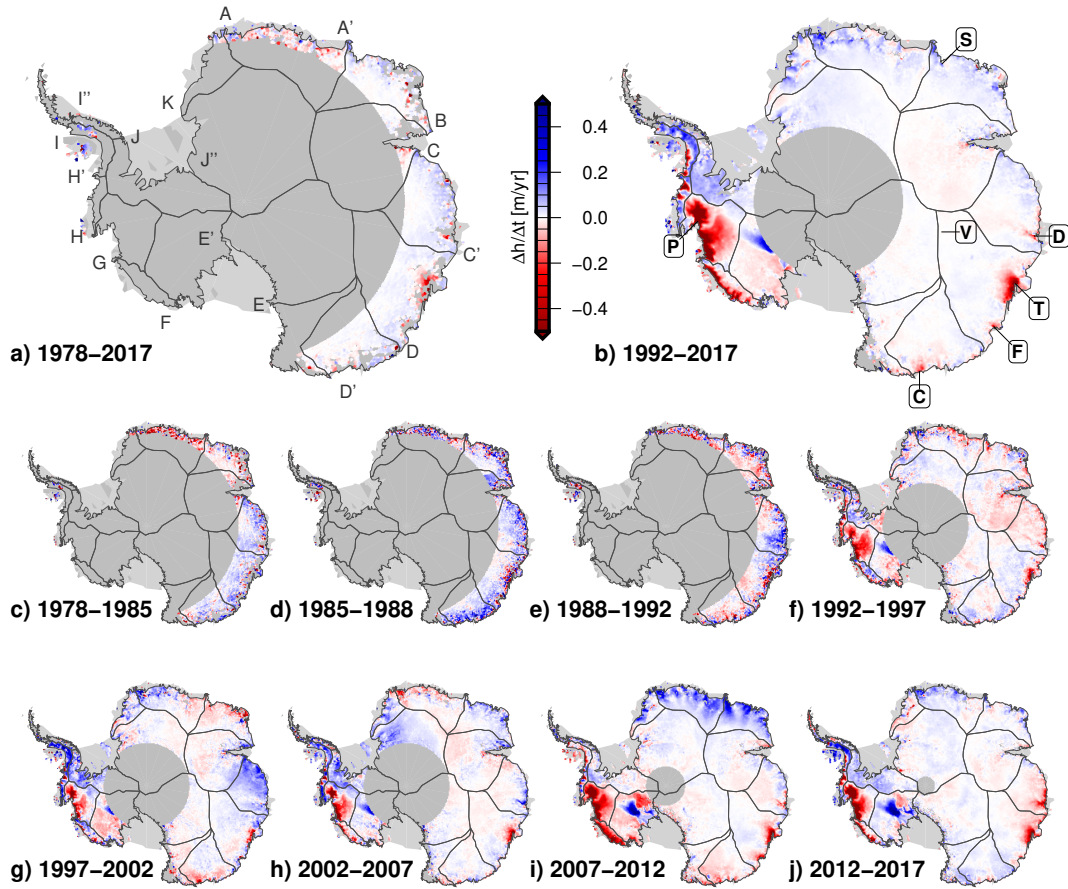 A
A'
I''
K
B
I
J
C
J''
H'
H
E'
G
C'
E
F
D
D'
a) 1978−2017
0.4
0.2
0.0
−0.2
−0.4
Δh/Δt [m/yr]
S
P
V
D
T
F
C
b) 1992−2017
c) 1978−1985
d) 1985−1988
e) 1988−1992
f) 1992−1997
g) 1997−2002
h) 2002−2007
i) 2007−2012
j) 2012−2017